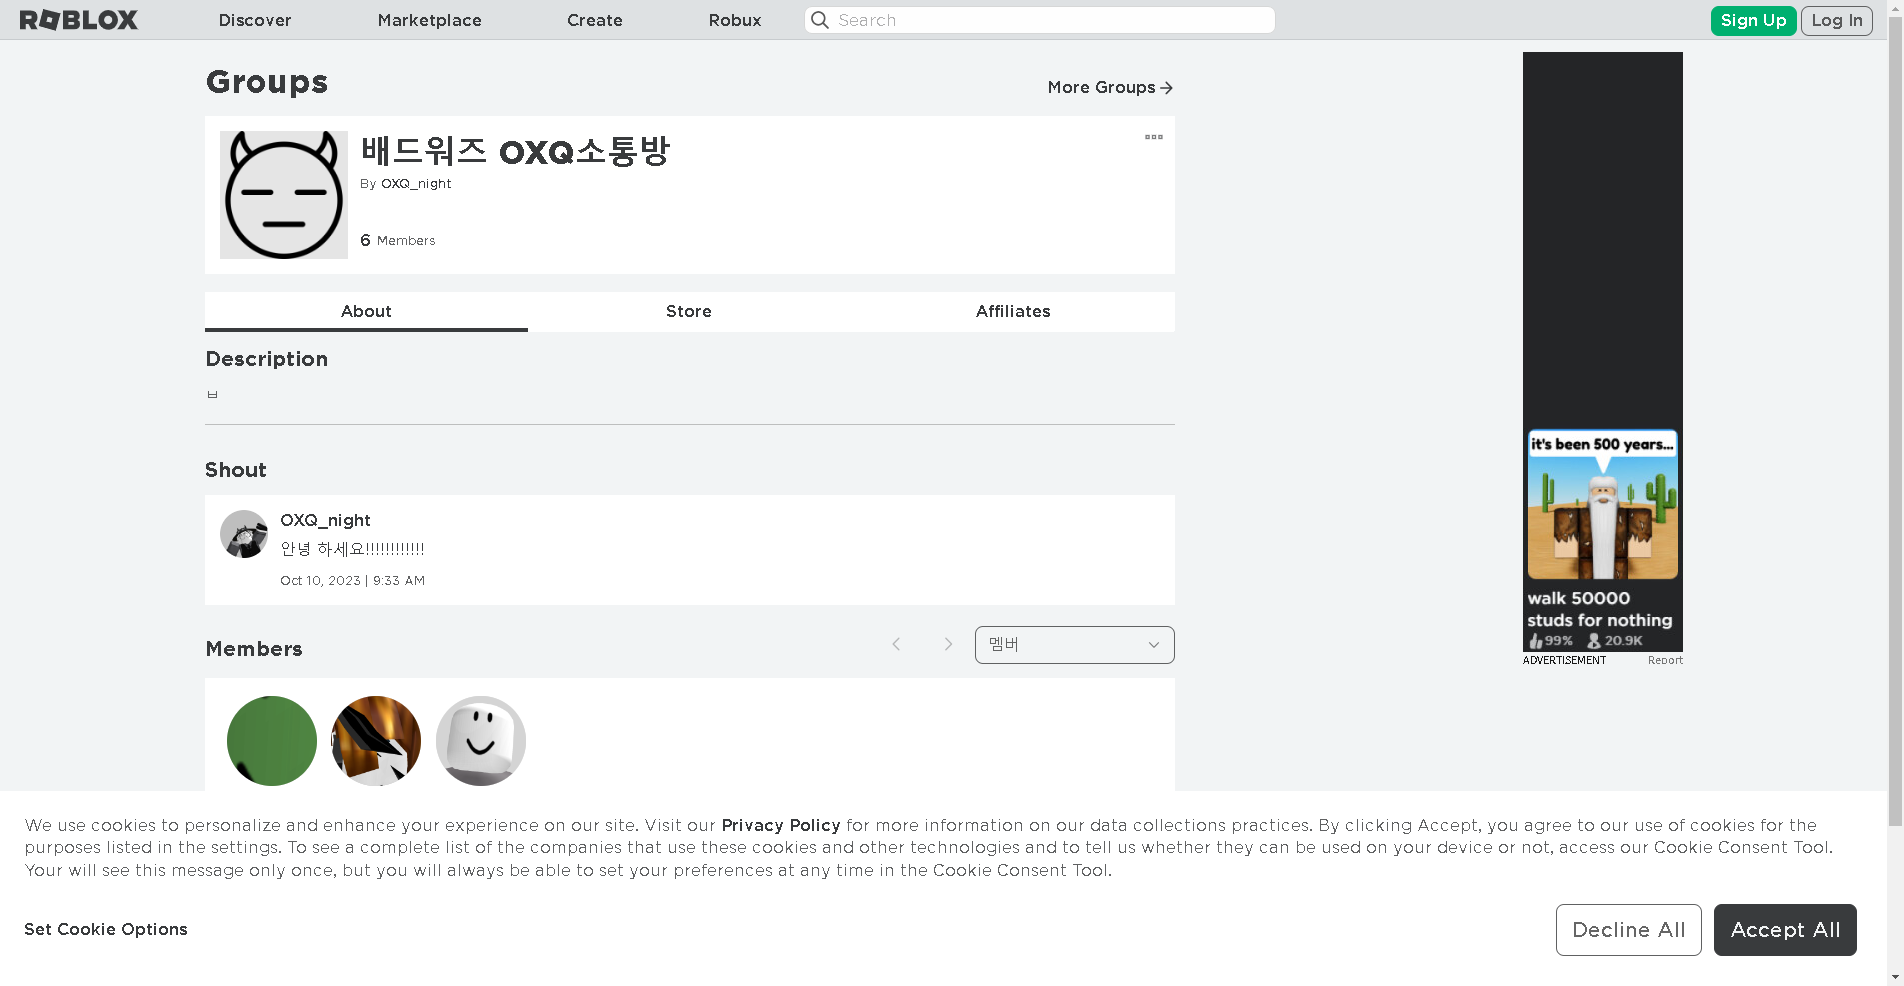 ROBLOX Discover Marketplace Create Robux Search Sign Up Log In
Groups
More Groups
배드워즈 OXQ소통방
By OXQ_night
6 Members
About Store Affiliates
Description
ㅂ
Shout
OXQ_night
안녕 하세요!!!!!!!!!!!!
Oct 10, 2023 | 9:33 AM
Members
멤버
it's been 500 years...
walk 50000
studs for nothing
99% 20.9K
ADVERTISEMENT Report
We use cookies to personalize and enhance your experience on our site. Visit our Privacy Policy for more information on our data collections practices. By clicking Accept, you agree to our use of cookies for the
purposes listed in the settings. To see a complete list of the companies that use these cookies and other technologies and to tell us whether they can be used on your device or not, access our Cookie Consent Tool.
Your will see this message only once, but you will always be able to set your preferences at any time in the Cookie Consent Tool.
Set Cookie Options
Decline All Accept All